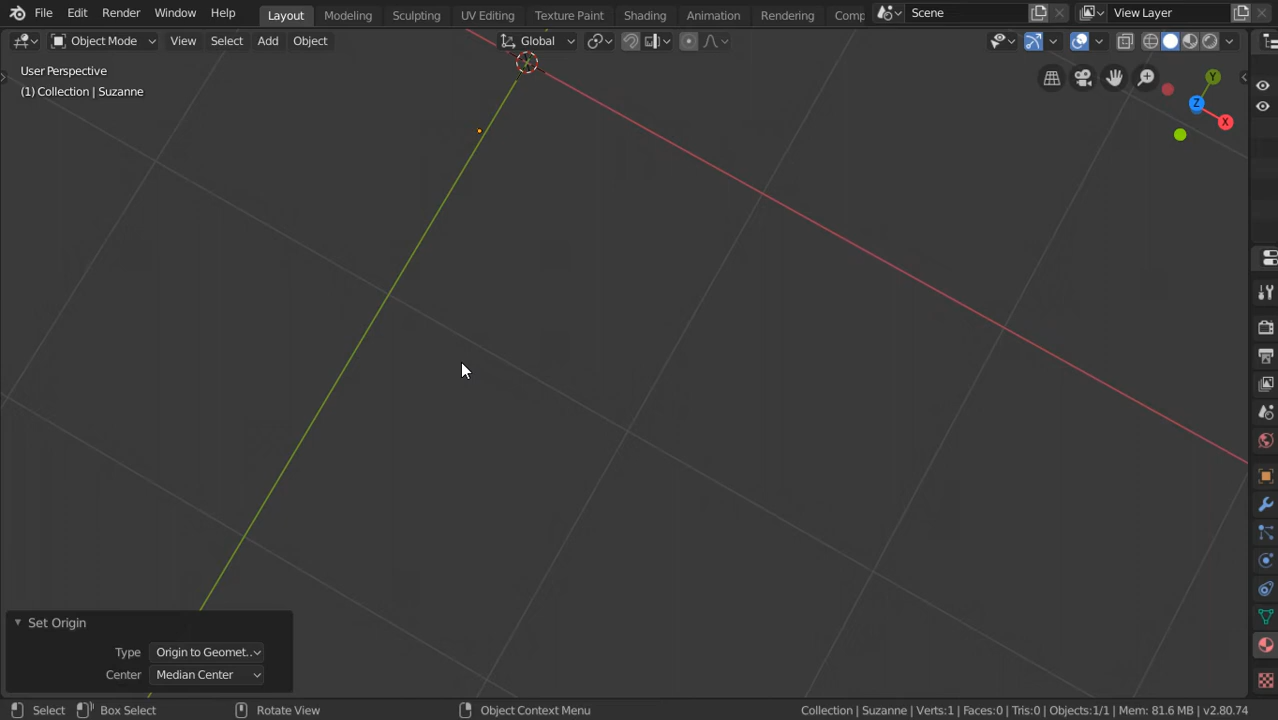 File Edit Render Window Help Layout Modeling Sculpting UV Editing Texture Paint Shading Animation Rendering Comp Scene View Layer
Object Mode View Select Add Object Global
User Perspective
(1) Collection | Suzanne
Y
Z
X
Set Origin
Type Origin to Geomet..
Center Median Center
Select Box Select Rotate View Object Context Menu Collection | Suzanne | Verts:1 | Faces:0 | Tris:0 | Objects:1/1 | Mem: 81.6 MB | v2.80.74